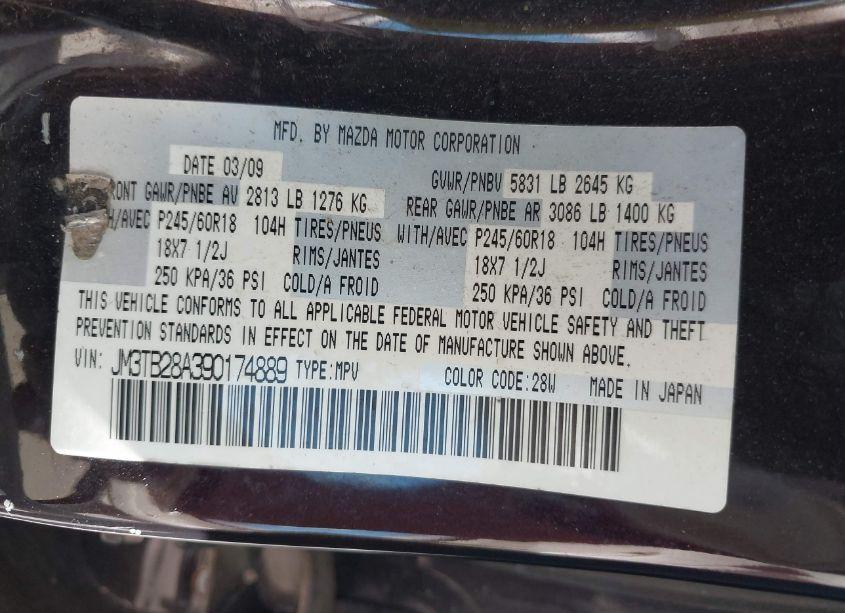 MFD. BY MAZDA MOTOR CORPORATION
DATE 03/09 GVWR/PNBV 5831 LB 2645 KG
RONT GAWR/PNBE AV 2813 LB 1276 KG REAR GAWR/PNBE AR 3086 LB 1400 KG
H/AVEC P245/60R18 104H TIRES/PNEUS WITH/AVEC P245/60R18 104H TIRES/PNEUS
18X7 1/2J RIMS/JANTES 18X7 1/2J RIMS/JANTES
250 KPA/36 PSI COLD/A FROID 250 KPA/36 PSI COLD/A FROID
THIS VEHICLE CONFORMS TO ALL APPLICABLE FEDERAL MOTOR VEHICLE SAFETY AND THEFT
PREVENTION STANDARDS IN EFFECT ON THE DATE OF MANUFACTURE SHOWN ABOVE.
VIN: JM3TB28A390174889 TYPE:MPV COLOR CODE:28W MADE IN JAPAN